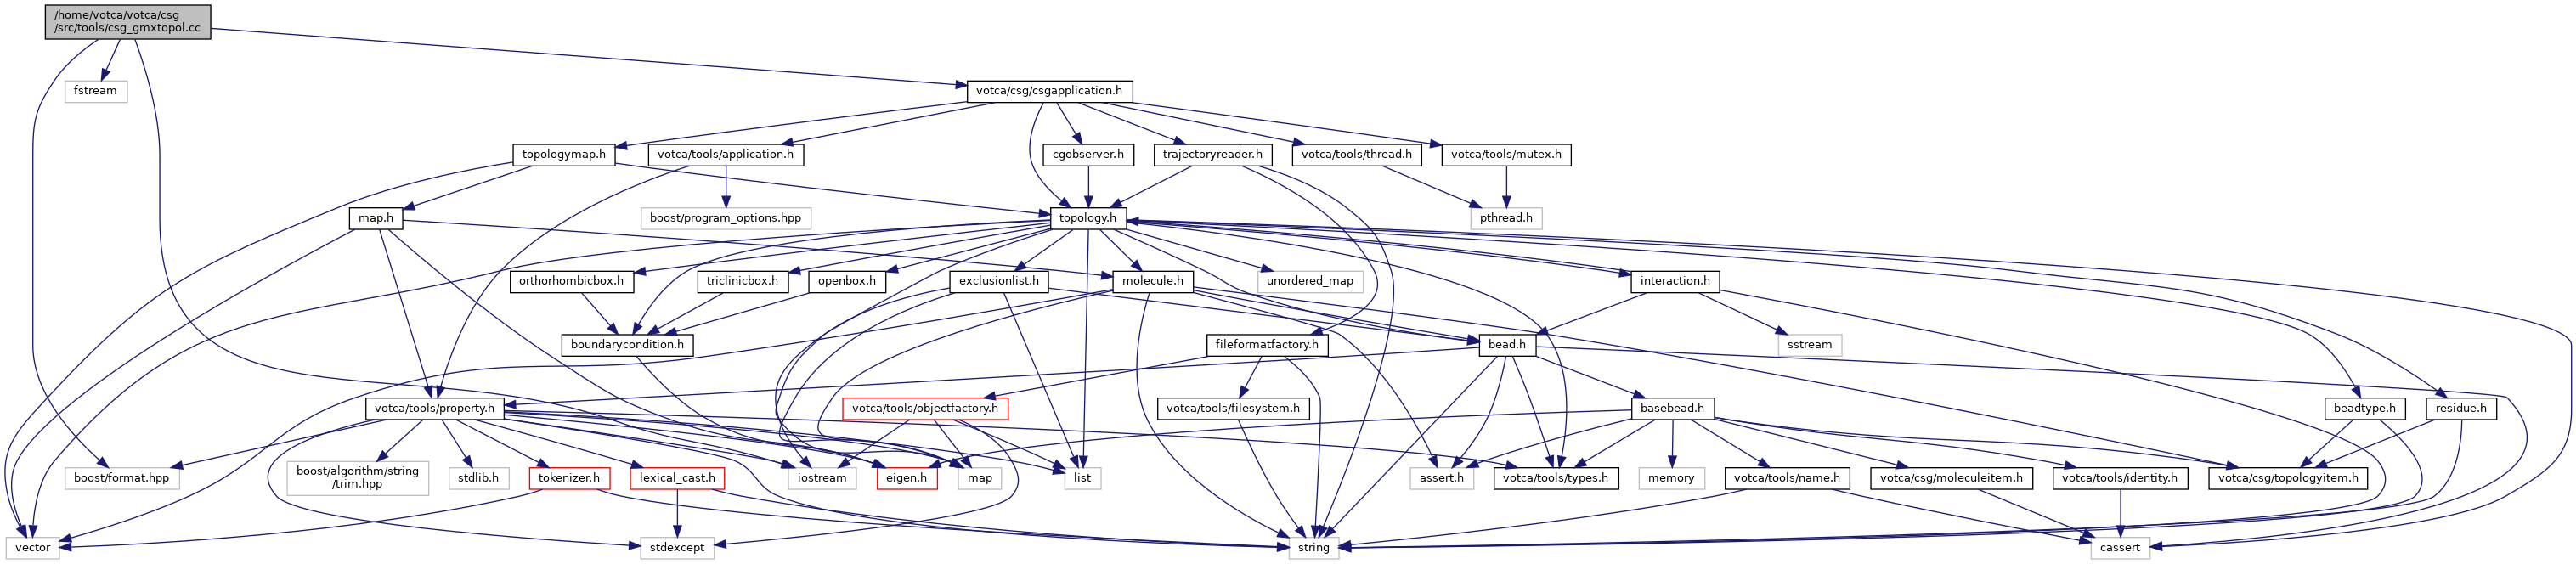 /home/votca/votca/csg
/src/tools/csg_gmxtopol.cc
fstream
votca/csg/csgapplication.h
topologymap.h
votca/tools/application.h
cgobserver.h
trajectoryreader.h
votca/tools/thread.h
votca/tools/mutex.h
map.h
boost/program_options.hpp
topology.h
pthread.h
orthorhombicbox.h
triclinicbox.h
openbox.h
exclusionlist.h
molecule.h
unordered_map
interaction.h
boundarycondition.h
fileformatfactory.h
bead.h
sstream
votca/tools/property.h
votca/tools/objectfactory.h
votca/tools/filesystem.h
basebead.h
beadtype.h
residue.h
boost/format.hpp
boost/algorithm/string
/trim.hpp
stdlib.h
tokenizer.h
lexical_cast.h
iostream
eigen.h
map
list
assert.h
votca/tools/types.h
memory
votca/tools/name.h
votca/csg/moleculeitem.h
votca/tools/identity.h
votca/csg/topologyitem.h
vector
stdexcept
string
cassert